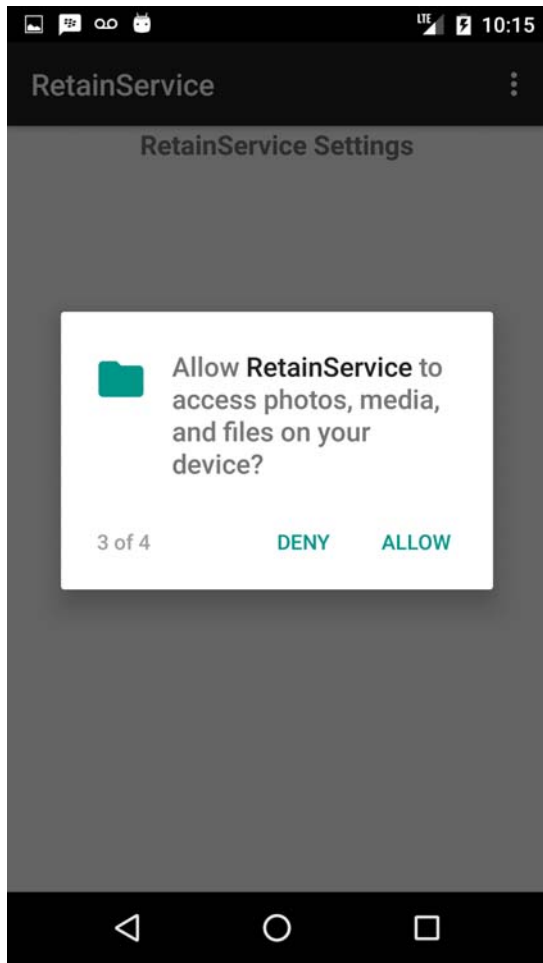 LTE 10:15
RetainService
RetainService Settings
Allow RetainService to
access photos, media,
and files on your
device?
3 of 4 DENY ALLOW